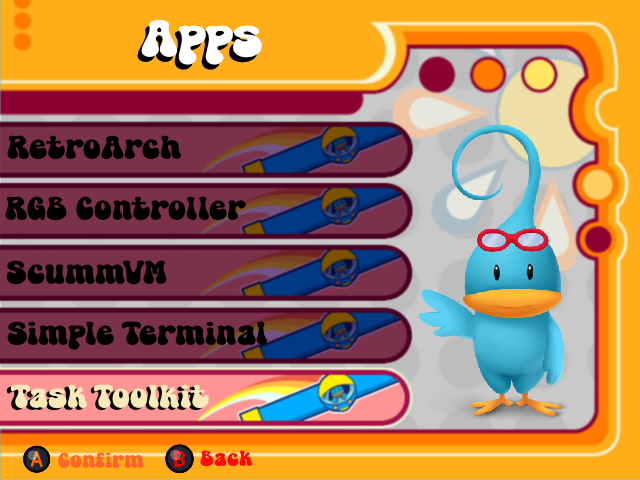 Apps
RetroArch
RGB Controller
ScummVM
Simple Terminal
Task Toolkit
A Confirm B Back